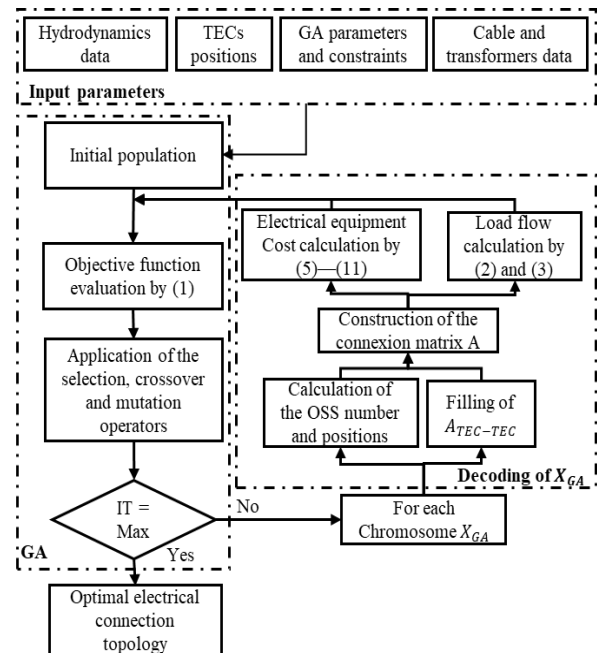 Hydrodynamics
data
TECs
positions
GA parameters
and constraints
Cable and
transformers data
Input parameters
Initial population
Electrical equipment
Cost calculation by
(5)—(11)
Load flow
calculation by
(2) and (3)
Objective function
evaluation by (1)
Construction of the
connexion matrix A
Application of the
selection, crossover
and mutation
operators
Calculation of
the OSS number
and positions
Filling of
A_{TEC−TEC}
Decoding of X_{GA}
IT =
Max
No
For each
Chromosome X_{GA}
GA
Yes
Optimal electrical
connection
topology